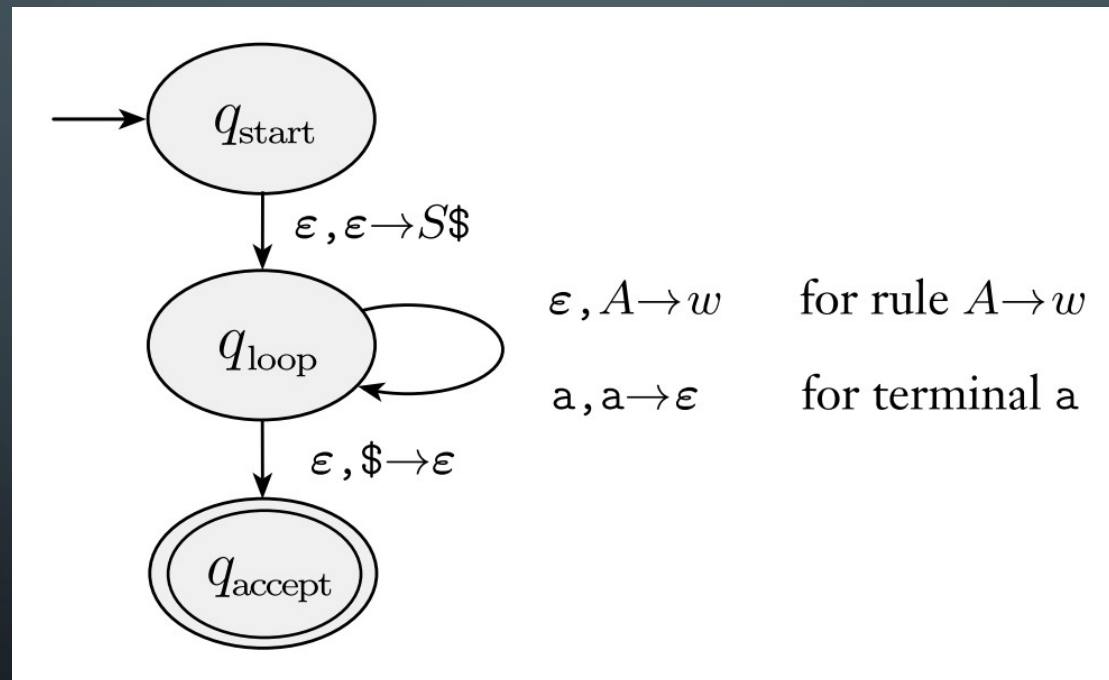 q_start
ε,ε→S$
q_loop
ε,A→w for rule A→w
a,a→ε for terminal a
ε,$→ε
q_accept